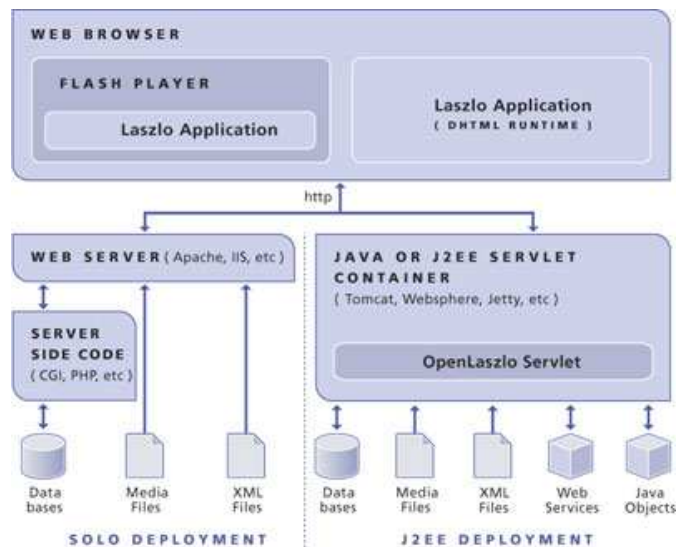 WEB BROWSER
FLASH PLAYER
Laszlo Application
Laszlo Application
( DHTML RUNTIME )
http
WEB SERVER ( Apache, IIS, etc )
SERVER
SIDE CODE
( CGI, PHP, etc )
JAVA OR J2EE SERVLET
CONTAINER
( Tomcat, Websphere, Jetty, etc )
OpenLaszlo Servlet
Data
bases
Media
Files
XML
Files
Data
bases
Media
Files
XML
Files
Web
Services
Java
Objects
SOLO DEPLOYMENT
J2EE DEPLOYMENT